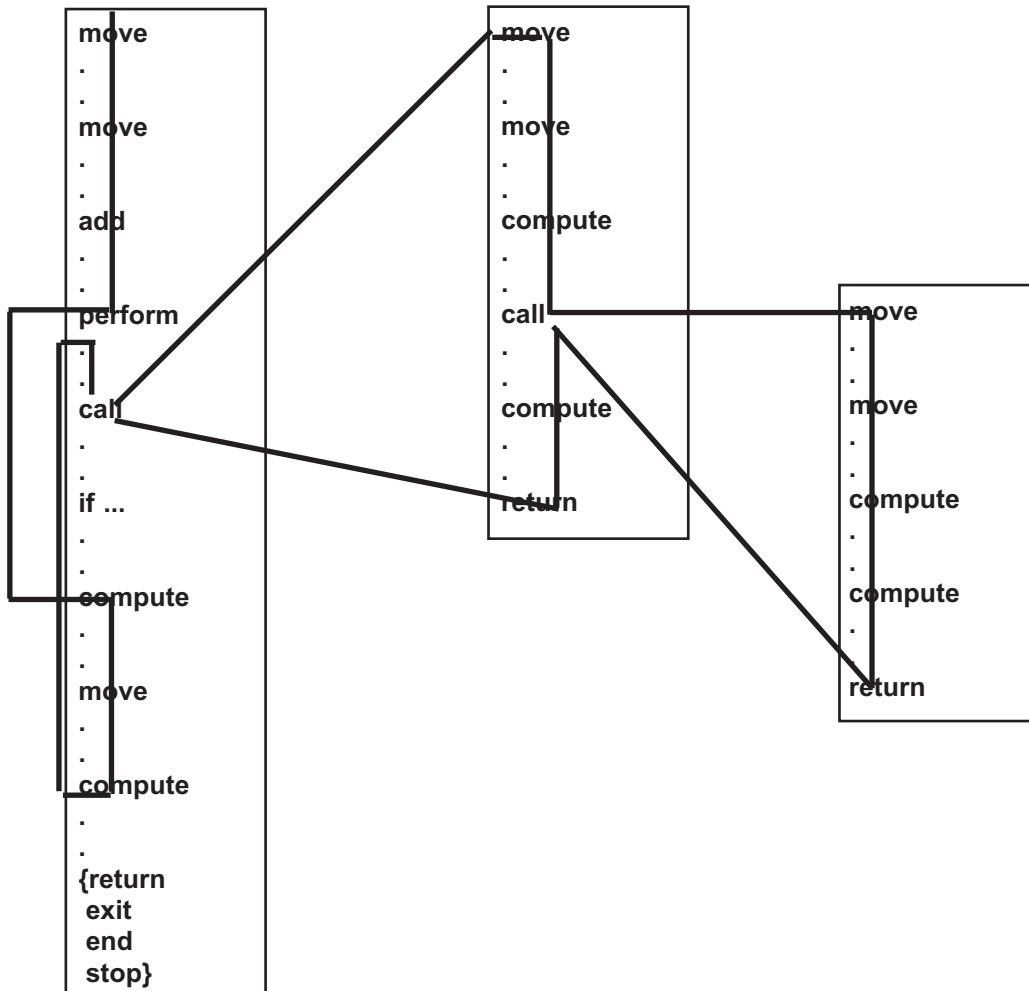 move
.
.
move
.
.
add
.
.
perform
.
.
call
.
.
if ...
.
.
compute
.
.
move
.
.
compute
.
.
{return
exit
end
stop}
move
.
.
move
.
.
compute
.
.
call
.
.
compute
.
.
return
move
.
.
move
.
.
compute
.
.
compute
.
.
return